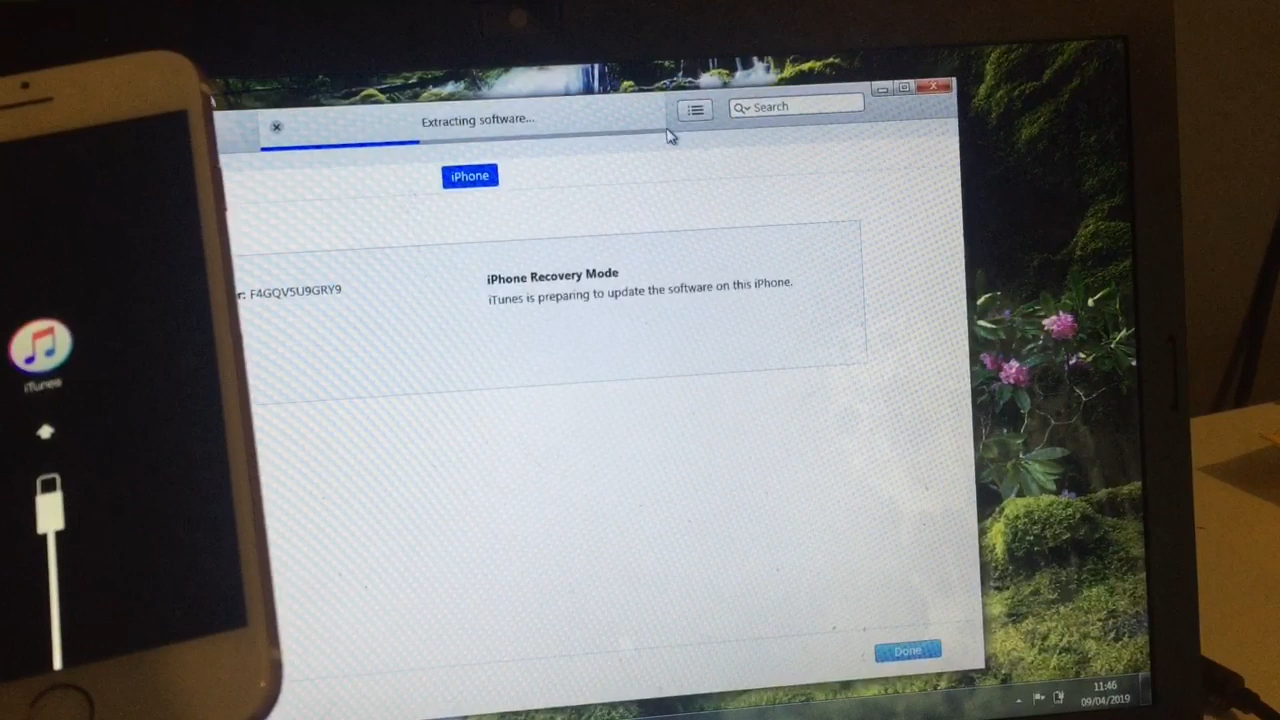 Extracting software...
Search
iPhone
r: F4GQV5U9GRY9
iPhone Recovery Mode
iTunes is preparing to update the software on this iPhone.
iTunes
Done
11:46
09/04/2019